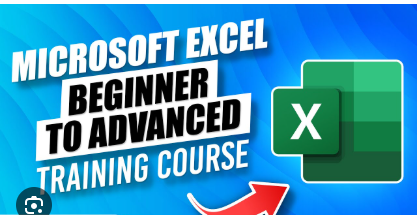 MICROSOFT EXCEL
BEGINNER
TO ADVANCED
TRAINING COURSE
X